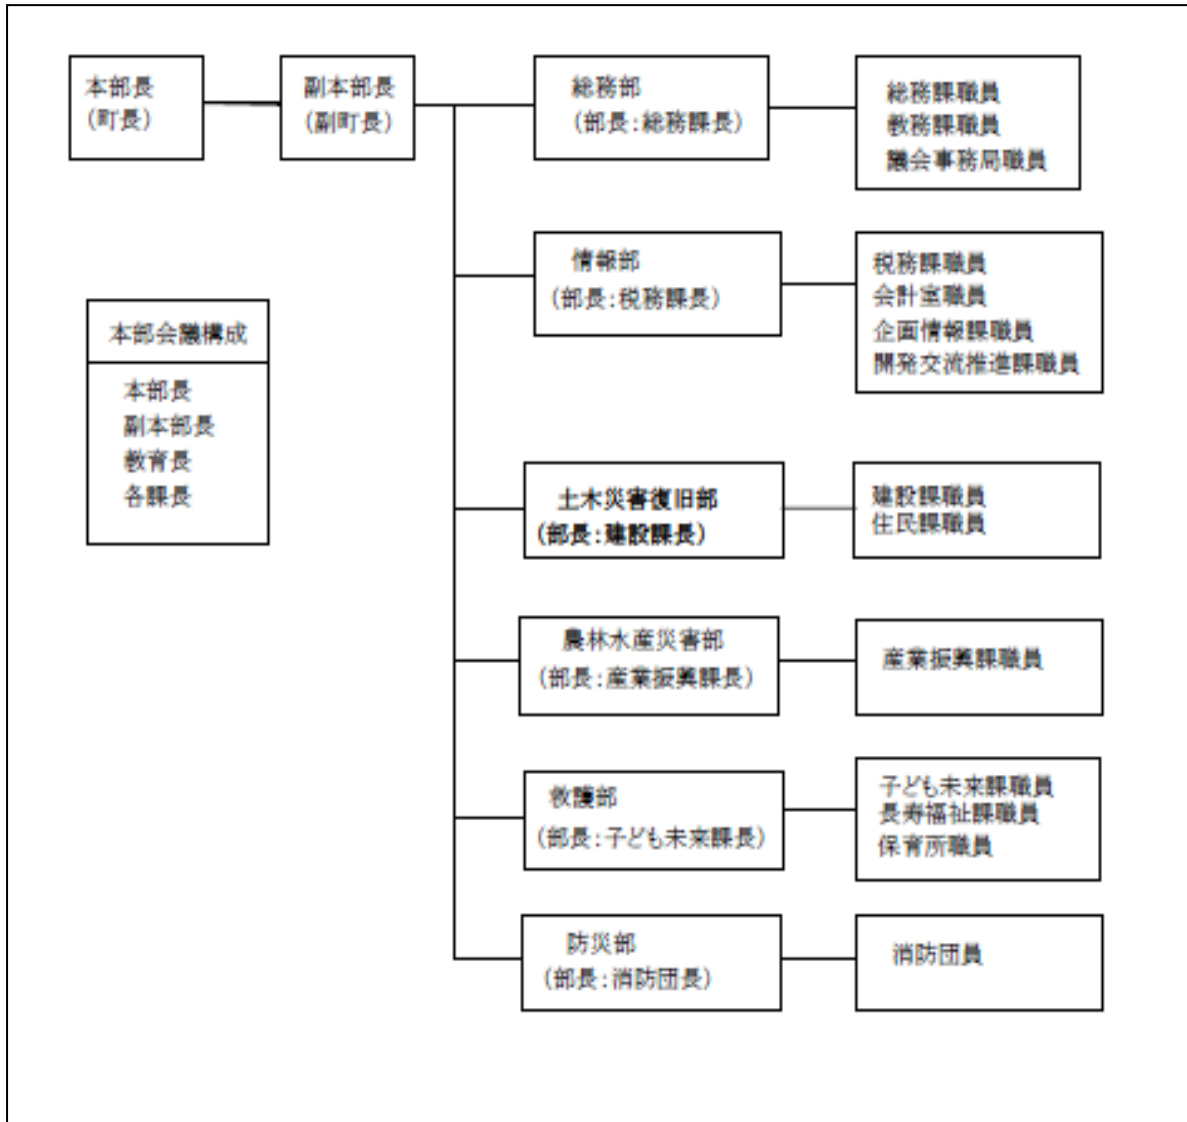 本部長
(町長)
副本部長
(副町長)
総務部
(部長:総務課長)
総務課職員
教務課職員
議会事務局職員
情報部
(部長:税務課長)
税務課職員
会計室職員
企画情報課職員
開発交流推進課職員
本部会議構成
本部長
副本部長
教育長
各課長
土木災害復旧部
(部長:建設課長)
建設課職員
住民課職員
農林水産災害部
(部長:産業振興課長)
産業振興課職員
救護部
(部長:子ども未来課長)
子ども未来課職員
長寿福祉課職員
保育所職員
防災部
(部長:消防団長)
消防団員